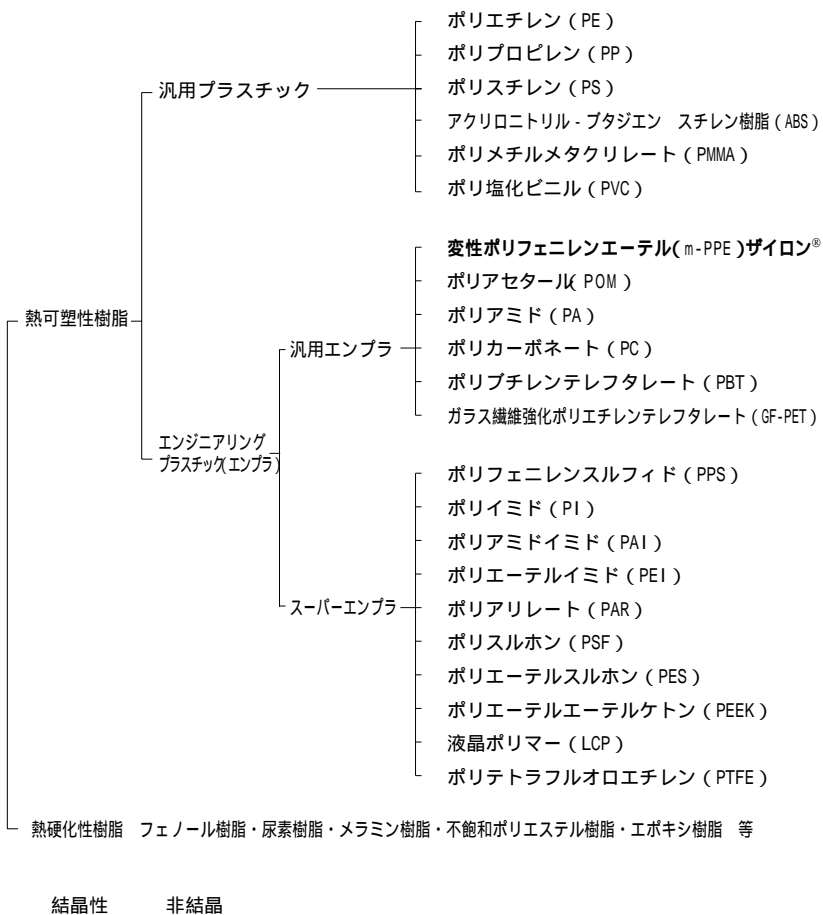 ポリエチレン(PE)
ポリプロピレン(PP)
汎用プラスチック
ポリスチレン(PS)
アクリロニトリル-ブタジエン スチレン樹脂(ABS)
ポリメチルメタクリレート(PMMA)
ポリ塩化ビニル(PVC)
変性ポリフェニレンエーテル(m-PPE)ザイロン®
ポリアセタール(POM)
熱可塑性樹脂
ポリアミド(PA)
汎用エンプラ
ポリカーボネート(PC)
ポリブチレンテレフタレート(PBT)
ガラス繊維強化ポリエチレンテレフタレート(GF-PET)
エンジニアリング
プラスチック(エンプラ)
ポリフェニレンスルフィド(PPS)
ポリイミド(PI)
ポリアミドイミド(PAI)
ポリエーテルイミド(PEI)
スーパーエンプラ
ポリアリレート(PAR)
ポリスルホン(PSF)
ポリエーテルスルホン(PES)
ポリエーテルエーテルケトン(PEEK)
液晶ポリマー(LCP)
ポリテトラフルオロエチレン(PTFE)
熱硬化性樹脂 フェノール樹脂・尿素樹脂・メラミン樹脂・不飽和ポリエステル樹脂・エポキシ樹脂 等
結晶性 非結晶